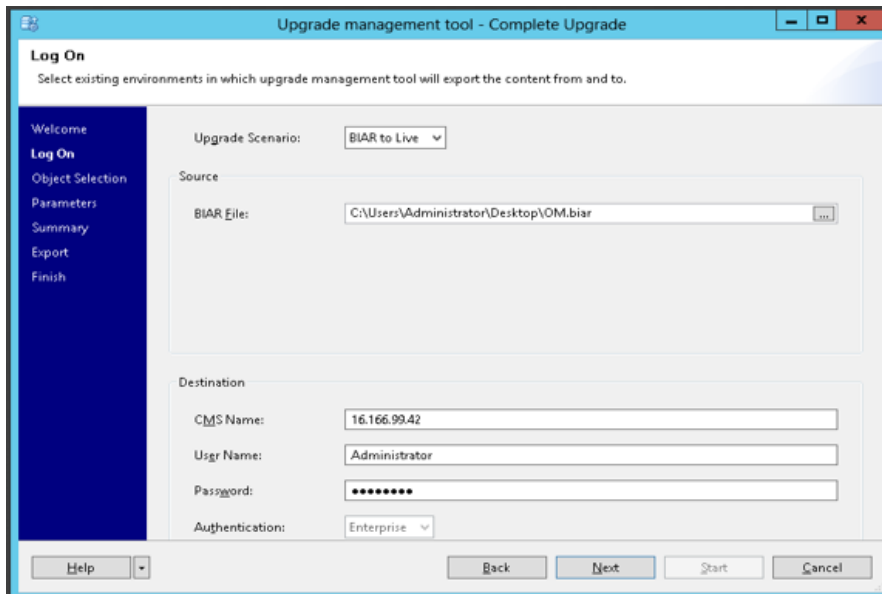 Upgrade management tool - Complete Upgrade
Log On
Select existing environments in which upgrade management tool will export the content from and to.
Welcome
Log On
Object Selection
Parameters
Summary
Export
Finish
Upgrade Scenario: BIAR to Live
Source
BIAR File: C:\Users\Administrator\Desktop\OM.biar ...
Destination
CMS Name: 16.166.99.42
User Name: Administrator
Password: ●●●●●●●●
Authentication: Enterprise
Help Back Next Start Cancel